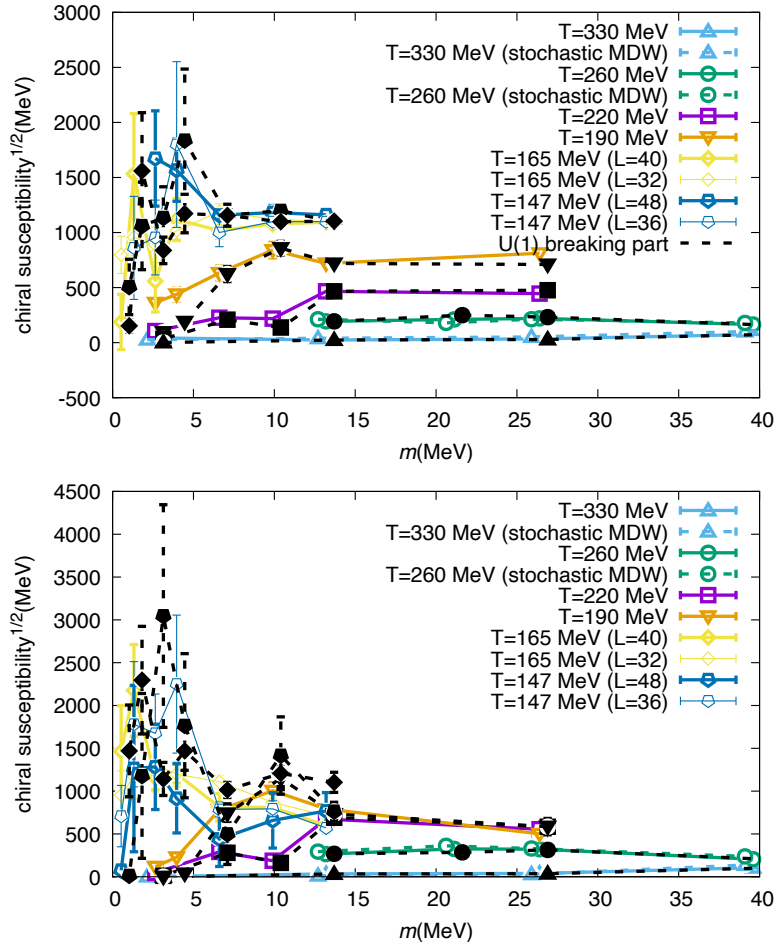 3000
2500
2000
1500
1000
500
0
-500
chiral susceptibility1/2(MeV)
T=330 MeV
T=330 MeV (stochastic MDW)
T=260 MeV
T=260 MeV (stochastic MDW)
T=220 MeV
T=190 MeV
T=165 MeV (L=40)
T=165 MeV (L=32)
T=147 MeV (L=48)
T=147 MeV (L=36)
U(1) breaking part
0 5 10 15 20 25 30 35 40
m(MeV)
4500
4000
3500
3000
2500
2000
1500
1000
500
0
chiral susceptibility1/2(MeV)
T=330 MeV
T=330 MeV (stochastic MDW)
T=260 MeV
T=260 MeV (stochastic MDW)
T=220 MeV
T=190 MeV
T=165 MeV (L=40)
T=165 MeV (L=32)
T=147 MeV (L=48)
T=147 MeV (L=36)
0 5 10 15 20 25 30 35 40
m(MeV)